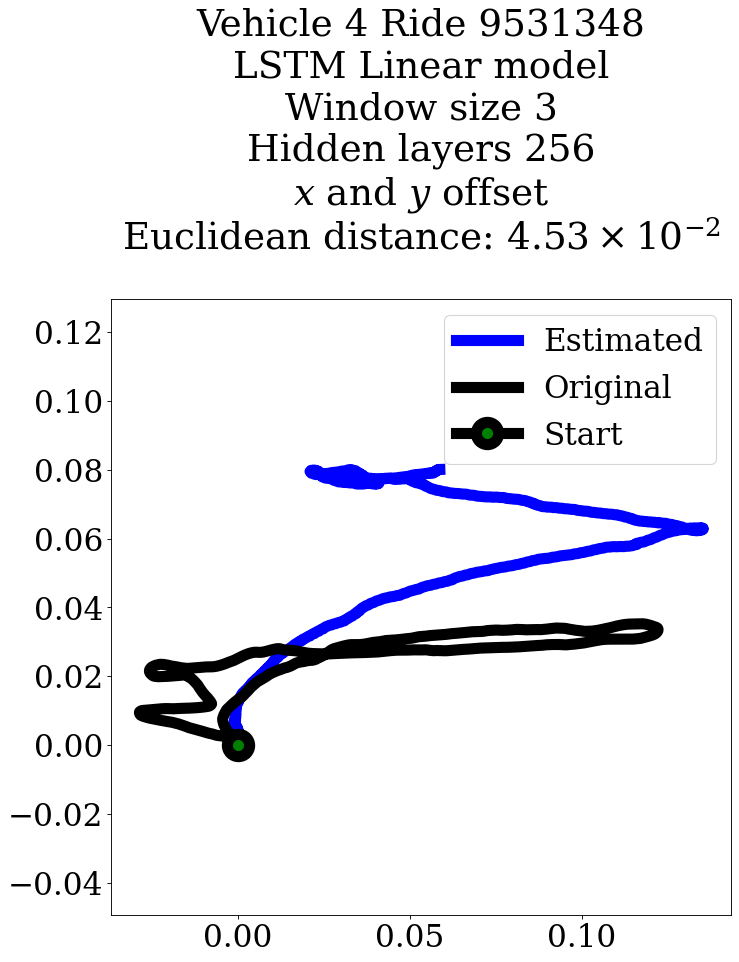 Vehicle 4 Ride 9531348
LSTM Linear model
Window size 3
Hidden layers 256
x and y offset
Euclidean distance: 4.53 × 10⁻²
Estimated
Original
Start
0.12
0.10
0.08
0.06
0.04
0.02
0.00
−0.02
−0.04
0.00 0.05 0.10